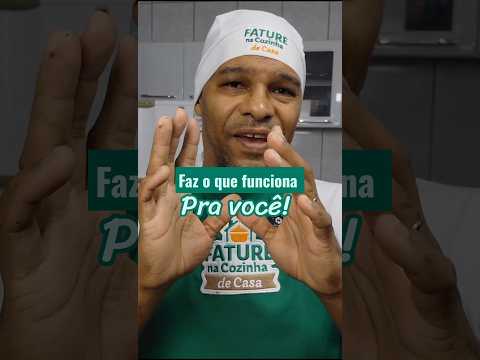 FATURE
na Cozinha
de Casa
Faz o que funciona
Pra você!
FATURE
na Cozinha
de Casa